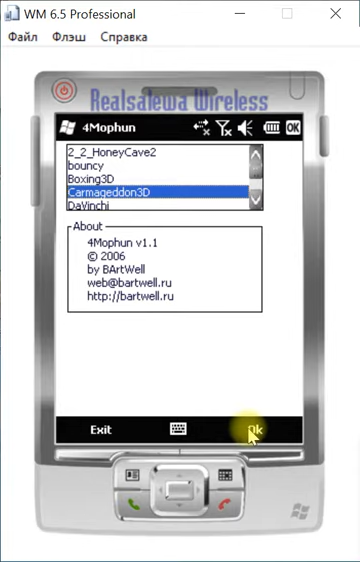 WM 6.5 Professional
Файл Флэш Справка
Realsalewa Wireless
4Mophun OK
2_2_HoneyCave2
bouncy
Boxing3D
Carmageddon3D
DaVinchi
About
4Mophun v1.1
© 2006
by BArtWell
web@bartwell.ru
http://bartwell.ru
Exit Ok